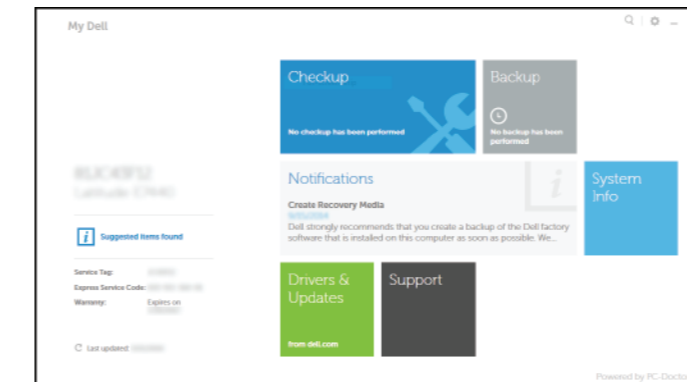 My Dell
Checkup
No checkup has been performed
Backup
No backup has been
performed
Notifications
Create Recovery Media
Dell strongly recommends that you create a backup of the Dell factory
software that is installed on this computer as soon as possible. We...
System
Info
Suggested items found
Service Tag:
Express Service Code:
Warranty: Expires on
Last updated:
Drivers &
Updates
from dell.com
Support
Powered by PC-Docto